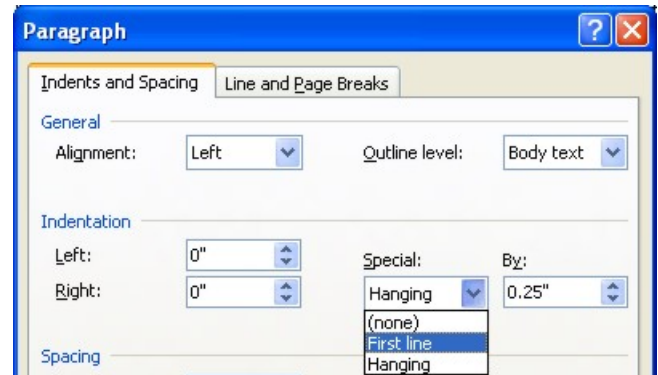 Paragraph
Indents and Spacing Line and Page Breaks
General
Alignment: Left Outline level: Body text
Indentation
Left: 0" Special: By:
Right: 0" Hanging 0.25"
(none)
First line
Spacing Hanging